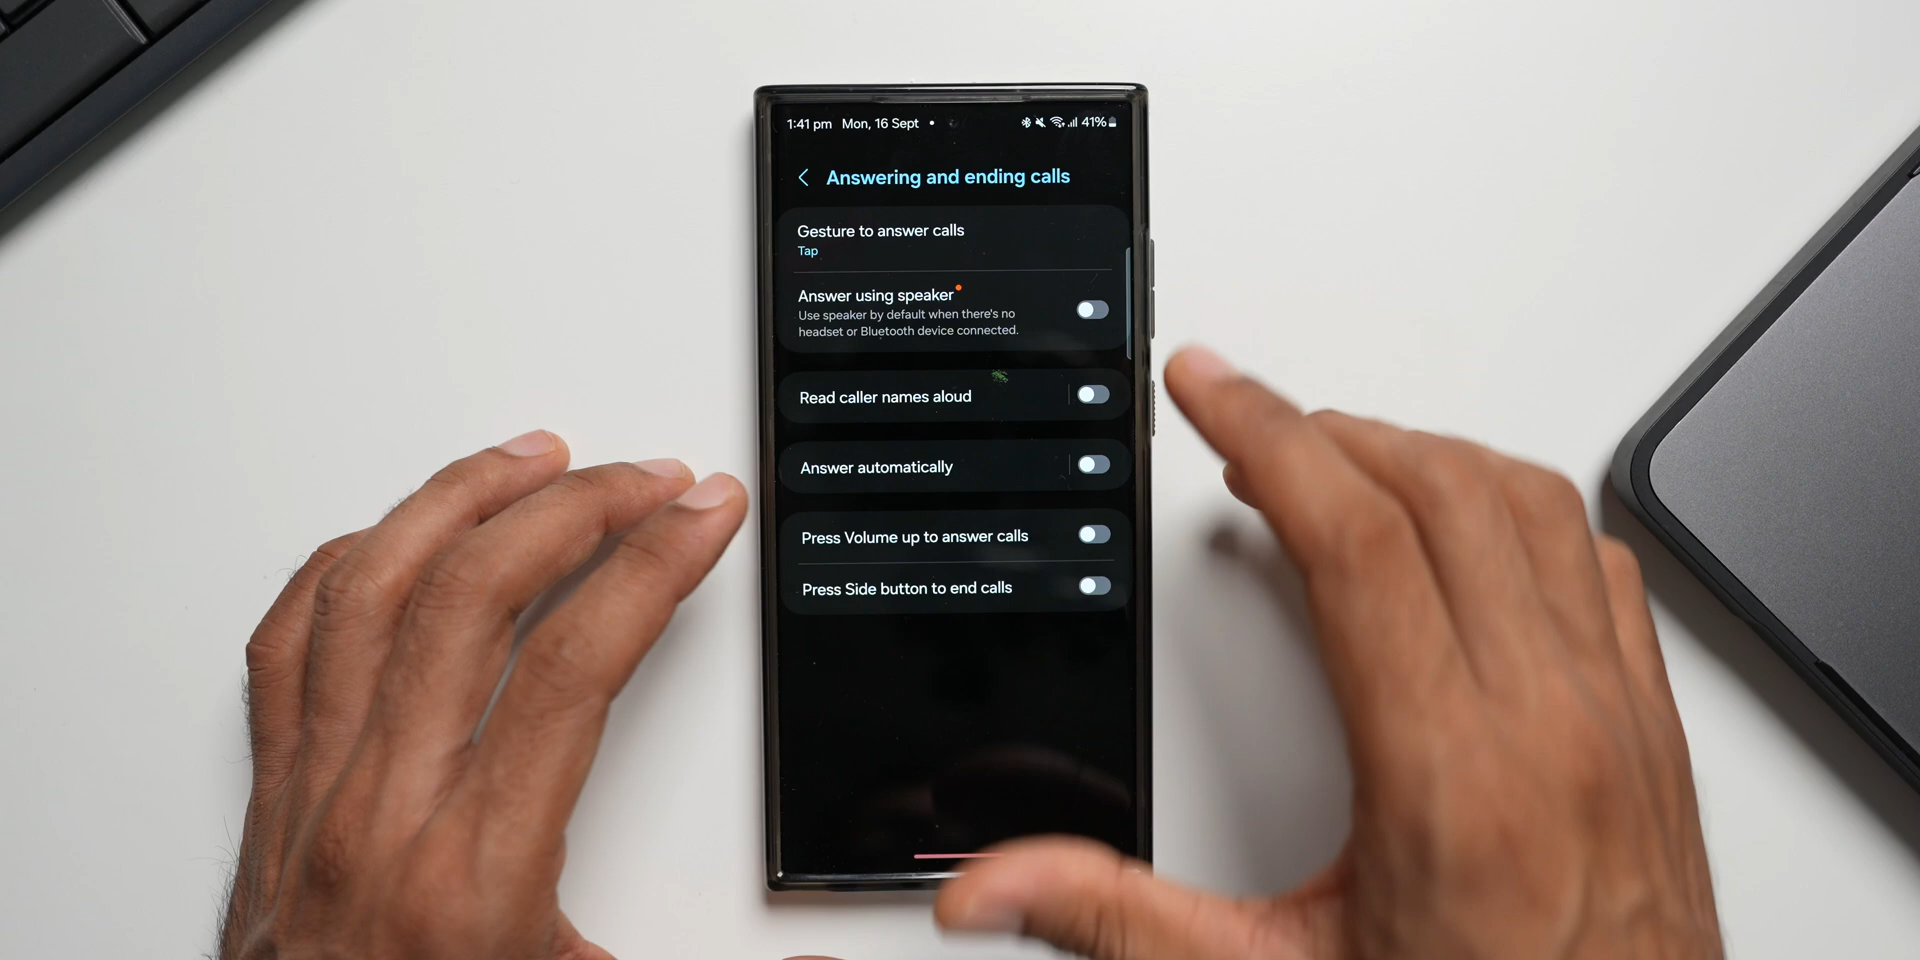 1:41 pm Mon, 16 Sept • 41%
Answering and ending calls
Gesture to answer calls
Tap
Answer using speaker
Use speaker by default when there's no
headset or Bluetooth device connected.
Read caller names aloud
Answer automatically
Press Volume up to answer calls
Press Side button to end calls